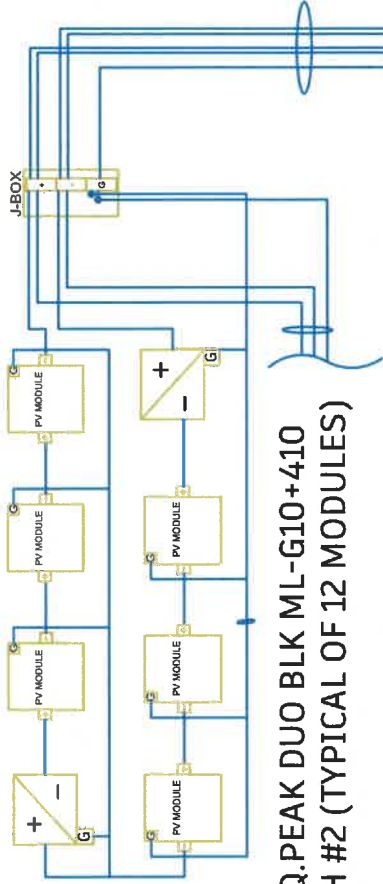 J-BOX
+
-
G
G
PV MODULE
G
PV MODULE
G
PV MODULE
+
-
G
+
-
G
G
PV MODULE
G
PV MODULE
G
PV MODULE
Q.PEAK DUO BLK ML-G10+410
H #2 (TYPICAL OF 12 MODULES)